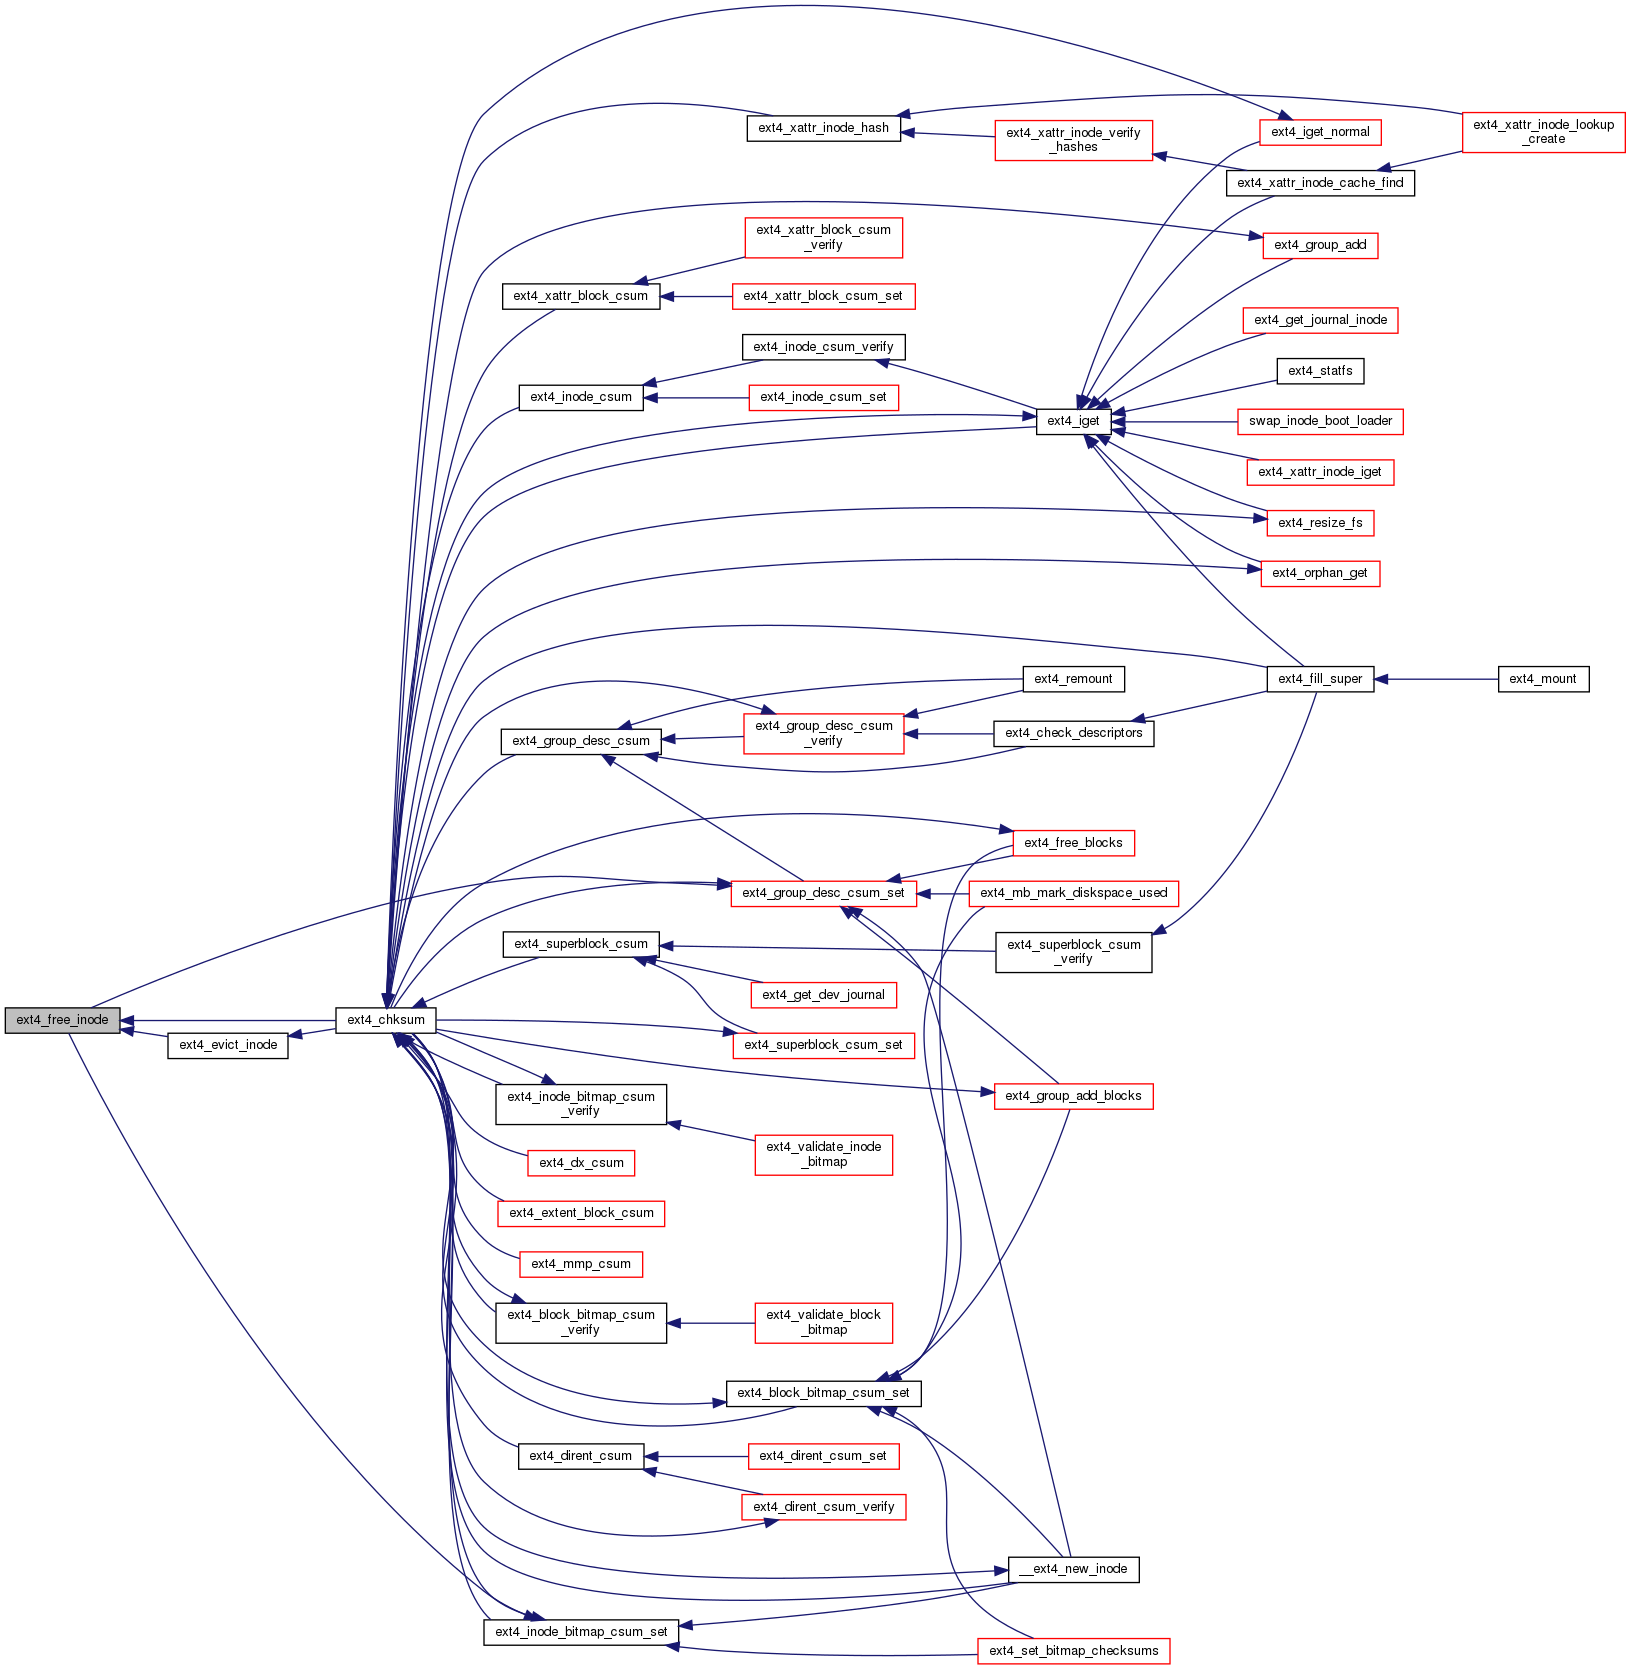 ext4_xattr_inode_hash
ext4_xattr_inode_verify
_hashes
ext4_iget_normal
ext4_xattr_inode_lookup
_create
ext4_xattr_inode_cache_find
ext4_xattr_block_csum
_verify
ext4_group_add
ext4_xattr_block_csum
ext4_xattr_block_csum_set
ext4_get_journal_inode
ext4_inode_csum_verify
ext4_statfs
ext4_inode_csum
ext4_inode_csum_set
ext4_iget
swap_inode_boot_loader
ext4_xattr_inode_iget
ext4_resize_fs
ext4_orphan_get
ext4_remount
ext4_fill_super
ext4_mount
ext4_group_desc_csum
ext4_group_desc_csum
_verify
ext4_check_descriptors
ext4_free_blocks
ext4_group_desc_csum_set
ext4_mb_mark_diskspace_used
ext4_superblock_csum
ext4_superblock_csum
_verify
ext4_get_dev_journal
ext4_free_inode
ext4_evict_inode
ext4_chksum
ext4_superblock_csum_set
ext4_inode_bitmap_csum
_verify
ext4_group_add_blocks
ext4_validate_inode
_bitmap
ext4_dx_csum
ext4_extent_block_csum
ext4_mmp_csum
ext4_block_bitmap_csum
_verify
ext4_validate_block
_bitmap
ext4_block_bitmap_csum_set
ext4_dirent_csum
ext4_dirent_csum_set
ext4_dirent_csum_verify
__ext4_new_inode
ext4_inode_bitmap_csum_set
ext4_set_bitmap_checksums